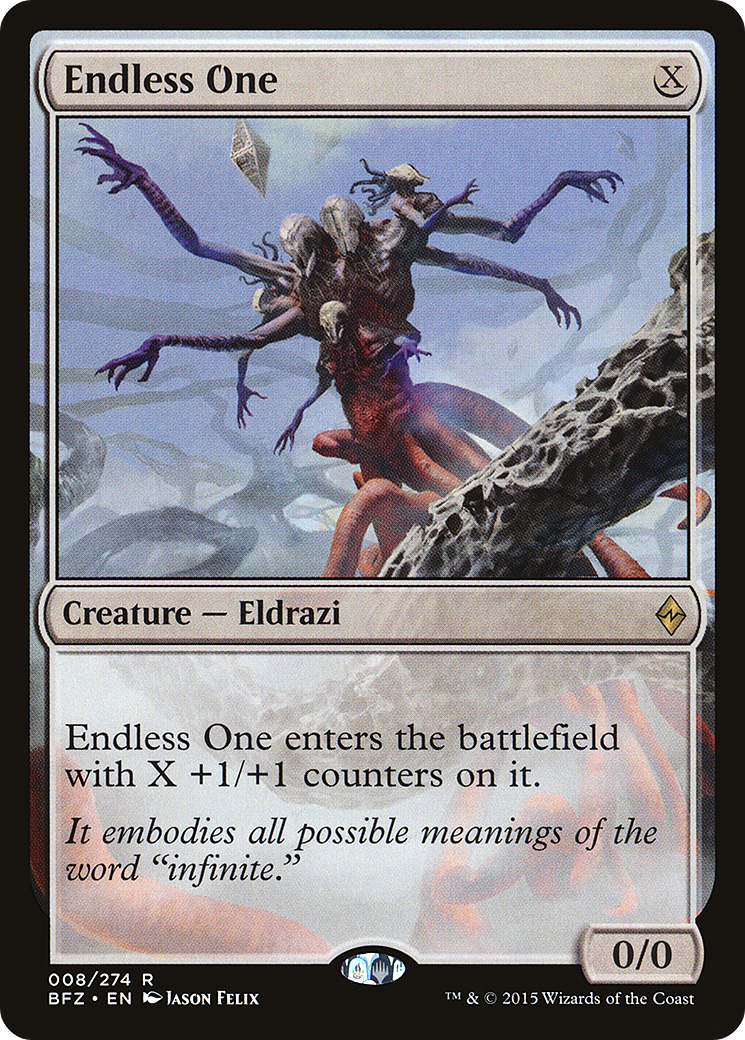 Endless One X
Creature — Eldrazi
Endless One enters the battlefield
with X +1/+1 counters on it.
It embodies all possible meanings of the
word “infinite.”
0/0
008/274 R
BFZ • EN Jason Felix
™ & © 2015 Wizards of the Coast